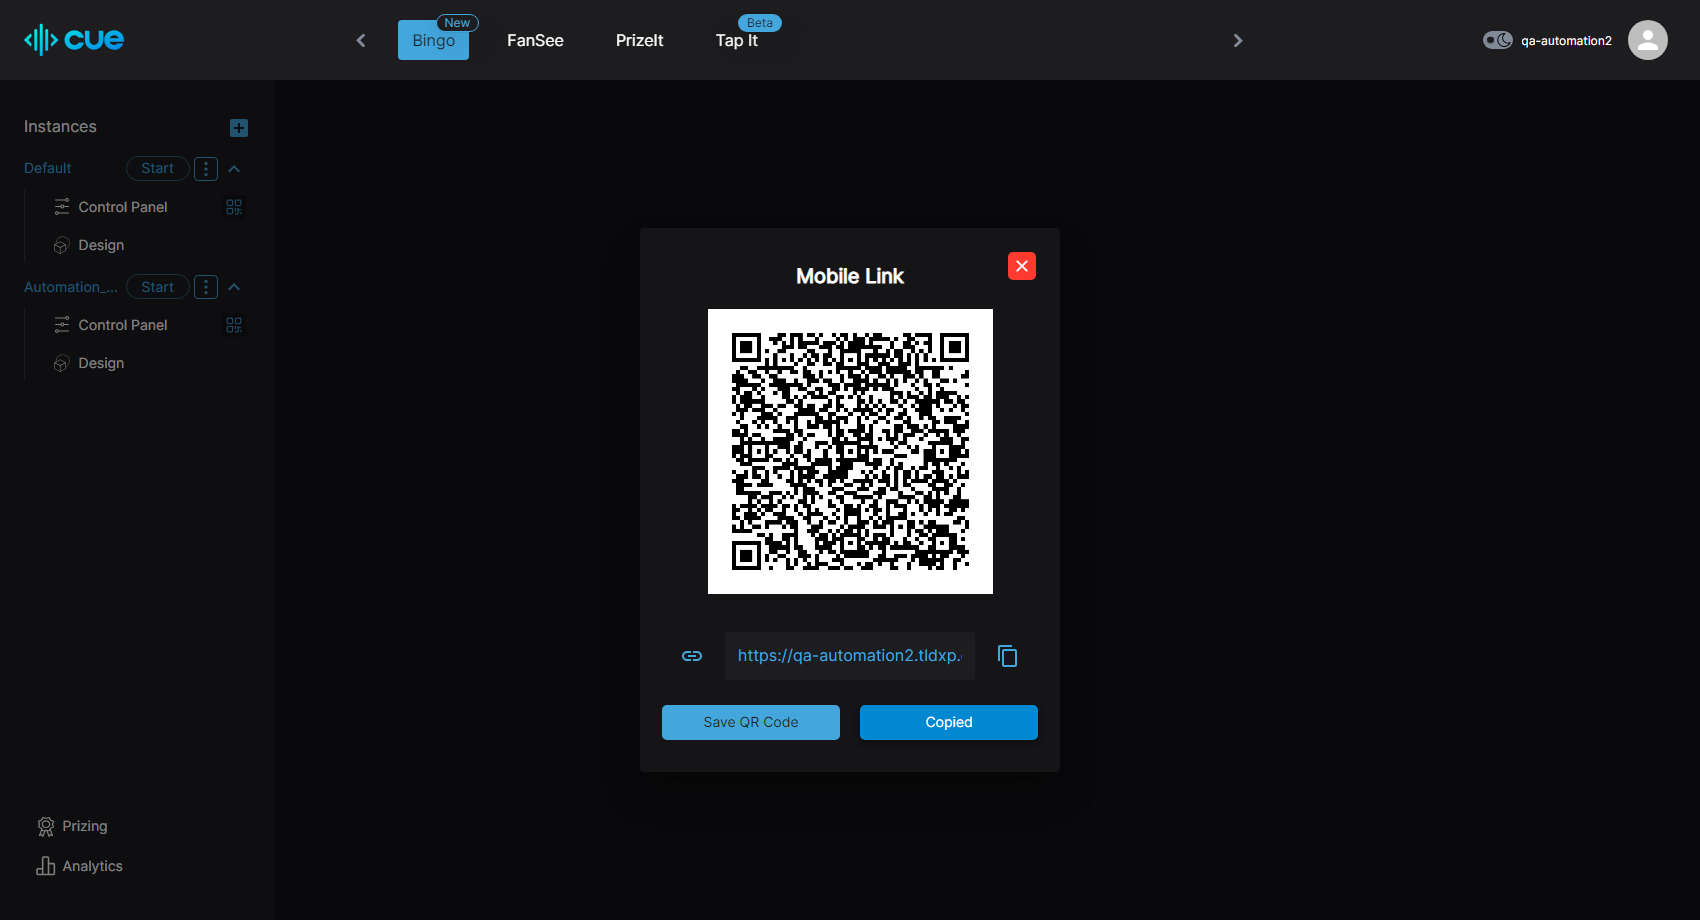 cue
New
Bingo
FanSee
PrizeIt
Beta
Tap It
qa-automation2
Instances
Default
Start
Control Panel
Design
Automation_...
Start
Control Panel
Design
Mobile Link
https://qa-automation2.tldxp.
Save QR Code
Copied
Prizing
Analytics